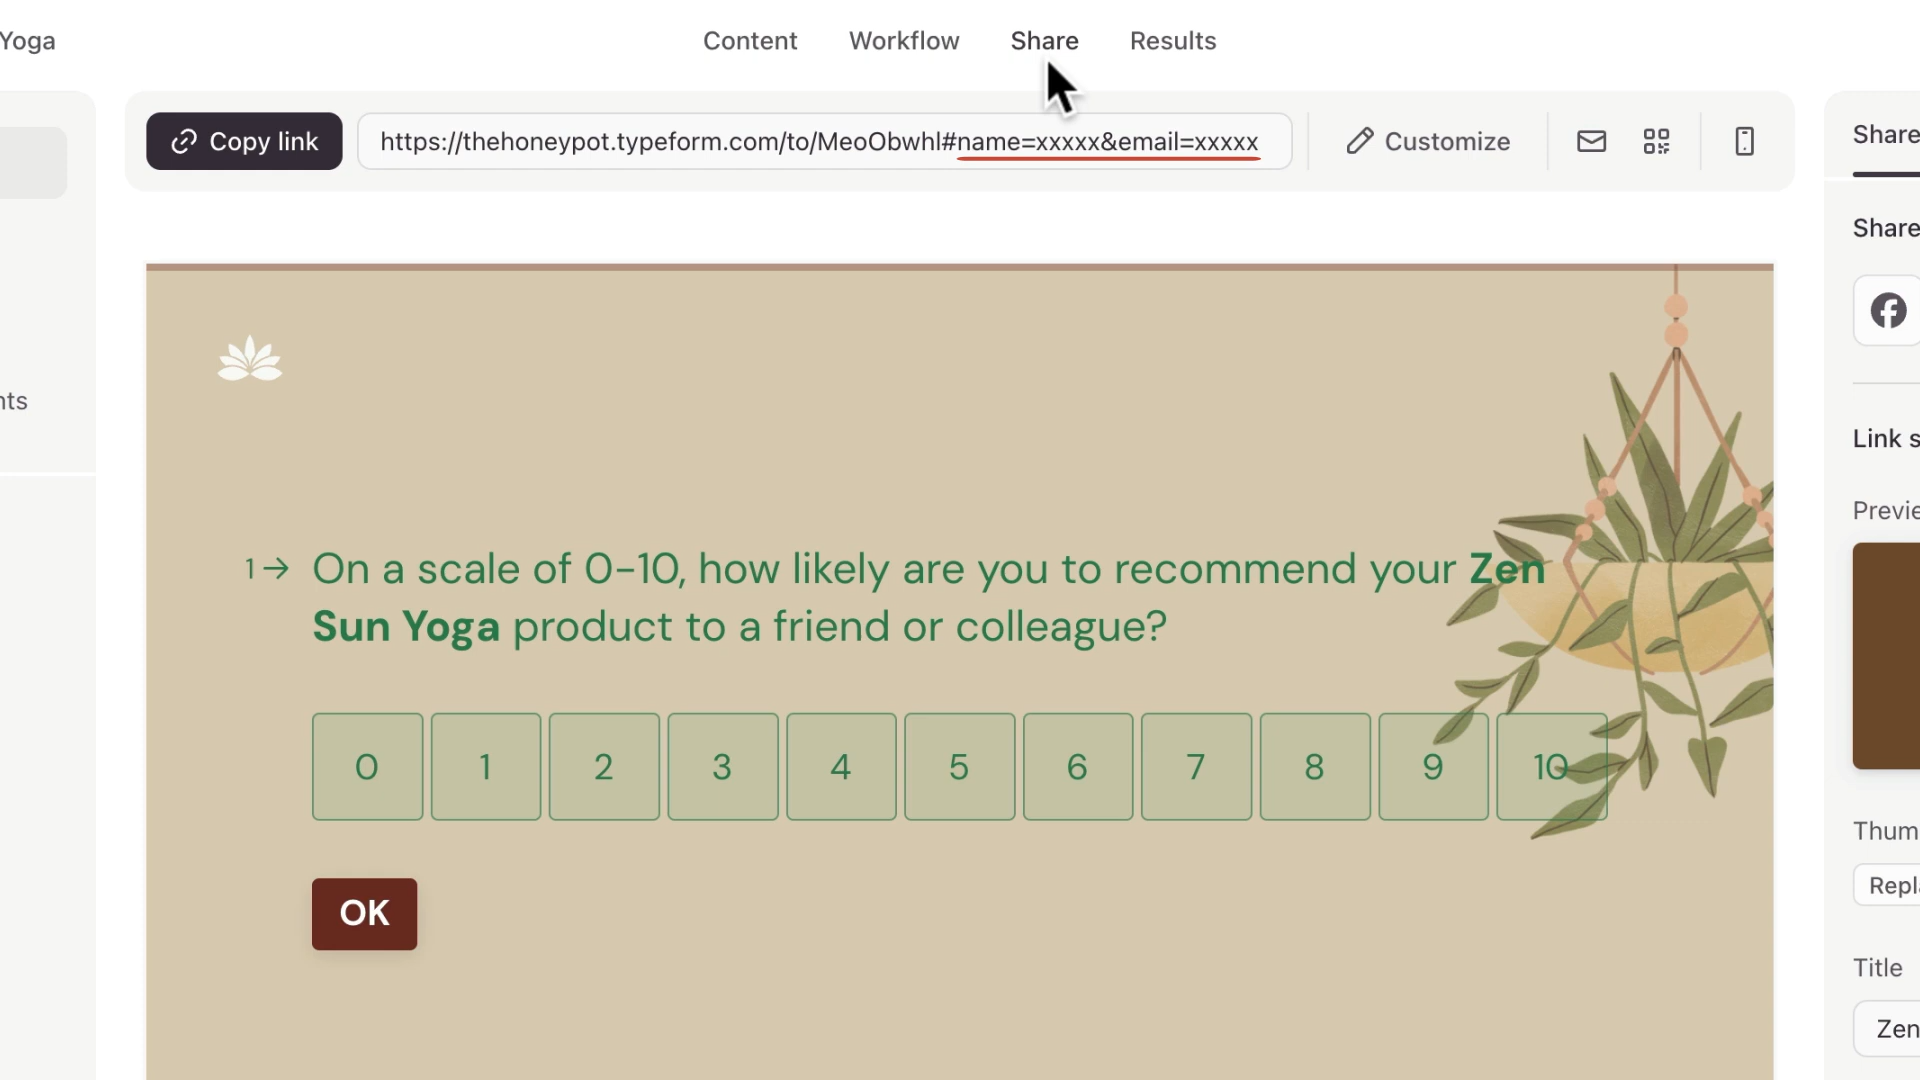 Yoga
Content
Workflow
Share
Results
Copy link
https://thehoneypot.typeform.com/to/MeoObwhl#name=xxxxx&email=xxxxx
Customize
Share
Share
nts
Link s
Previe
1→ On a scale of 0-10, how likely are you to recommend your Zen
Sun Yoga product to a friend or colleague?
0 1 2 3 4 5 6 7 8 9 10
OK
Thum
Repla
Title
Zen